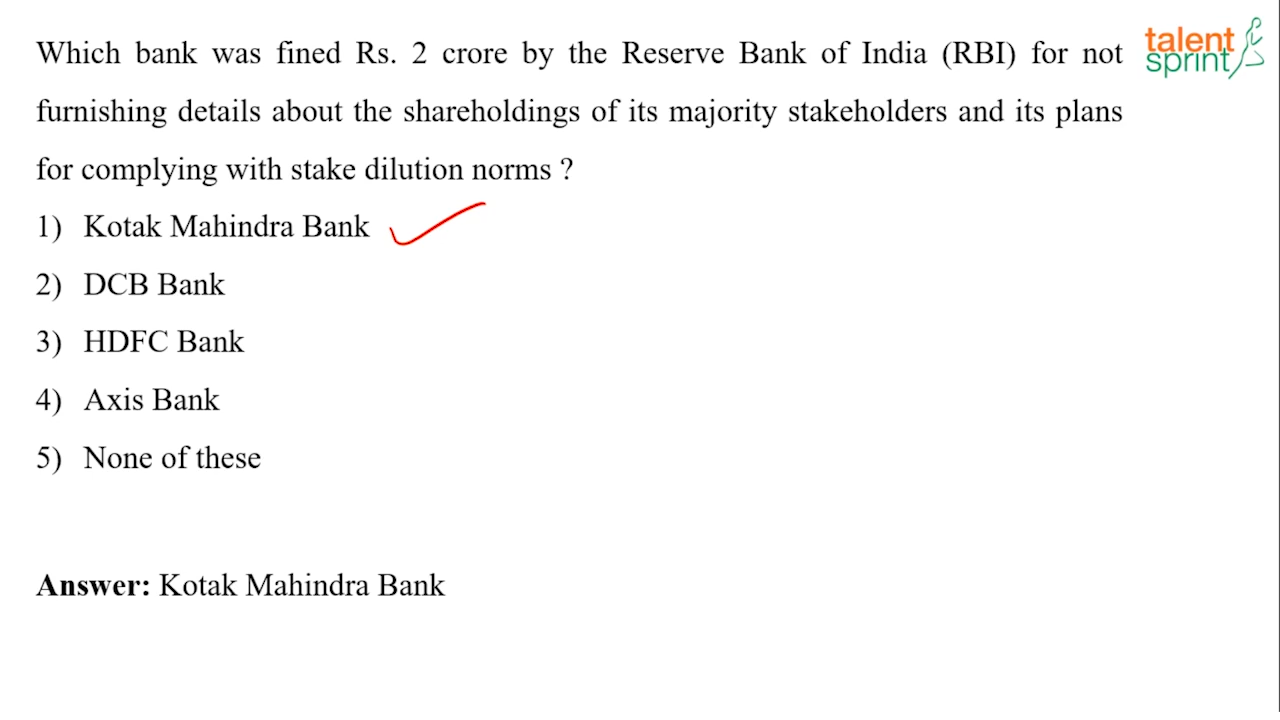 Which bank was fined Rs. 2 crore by the Reserve Bank of India (RBI) for not
furnishing details about the shareholdings of its majority stakeholders and its plans
for complying with stake dilution norms ?
1) Kotak Mahindra Bank
2) DCB Bank
3) HDFC Bank
4) Axis Bank
5) None of these
Answer: Kotak Mahindra Bank
talent
sprint